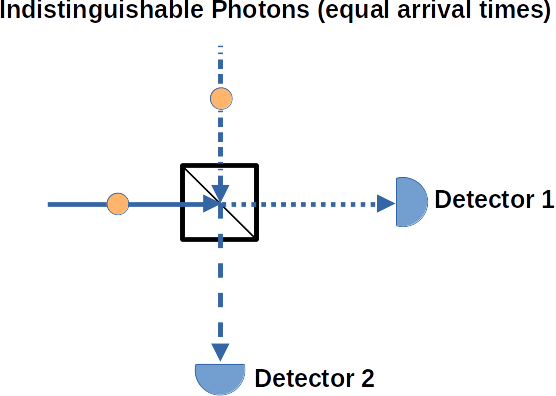 Indistinguishable Photons (equal arrival times)
Detector 1
Detector 2